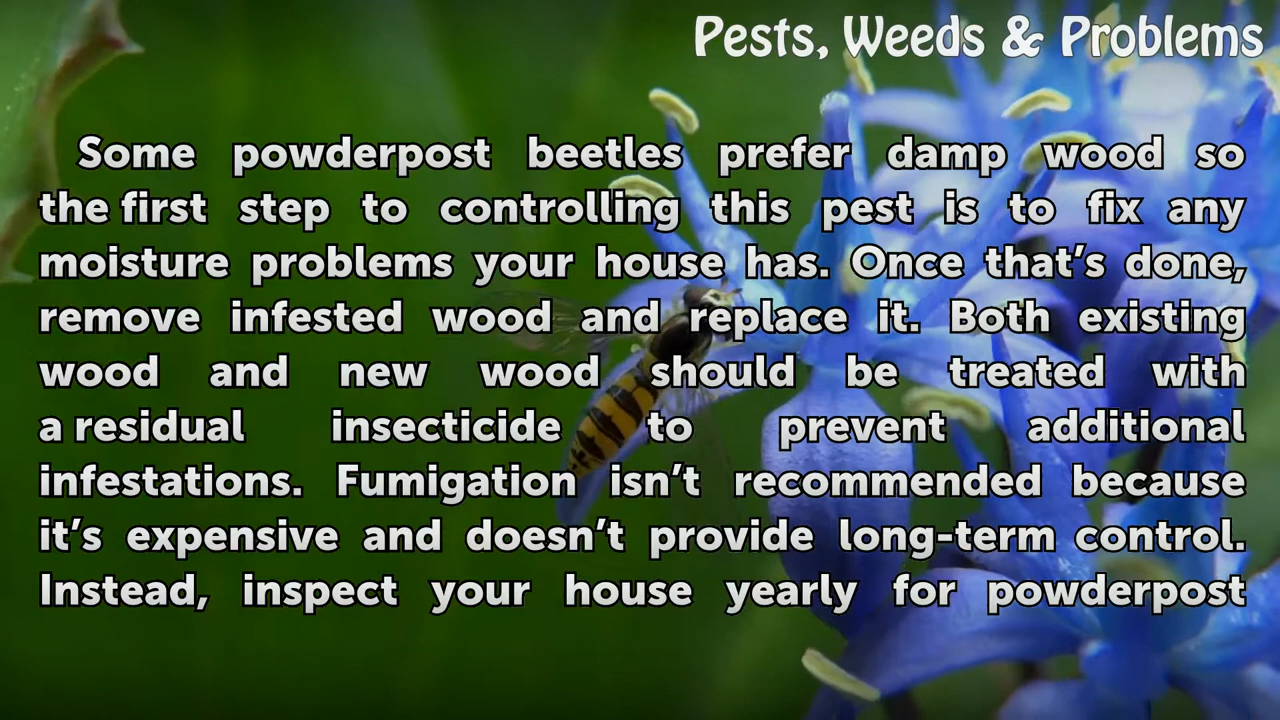 Pests, Weeds & Problems
Some powderpost beetles prefer damp wood so
the first step to controlling this pest is to fix any
moisture problems your house has. Once that’s done,
remove infested wood and replace it. Both existing
wood and new wood should be treated with
a residual insecticide to prevent additional
infestations. Fumigation isn’t recommended because
it’s expensive and doesn’t provide long-term control.
Instead, inspect your house yearly for powderpost